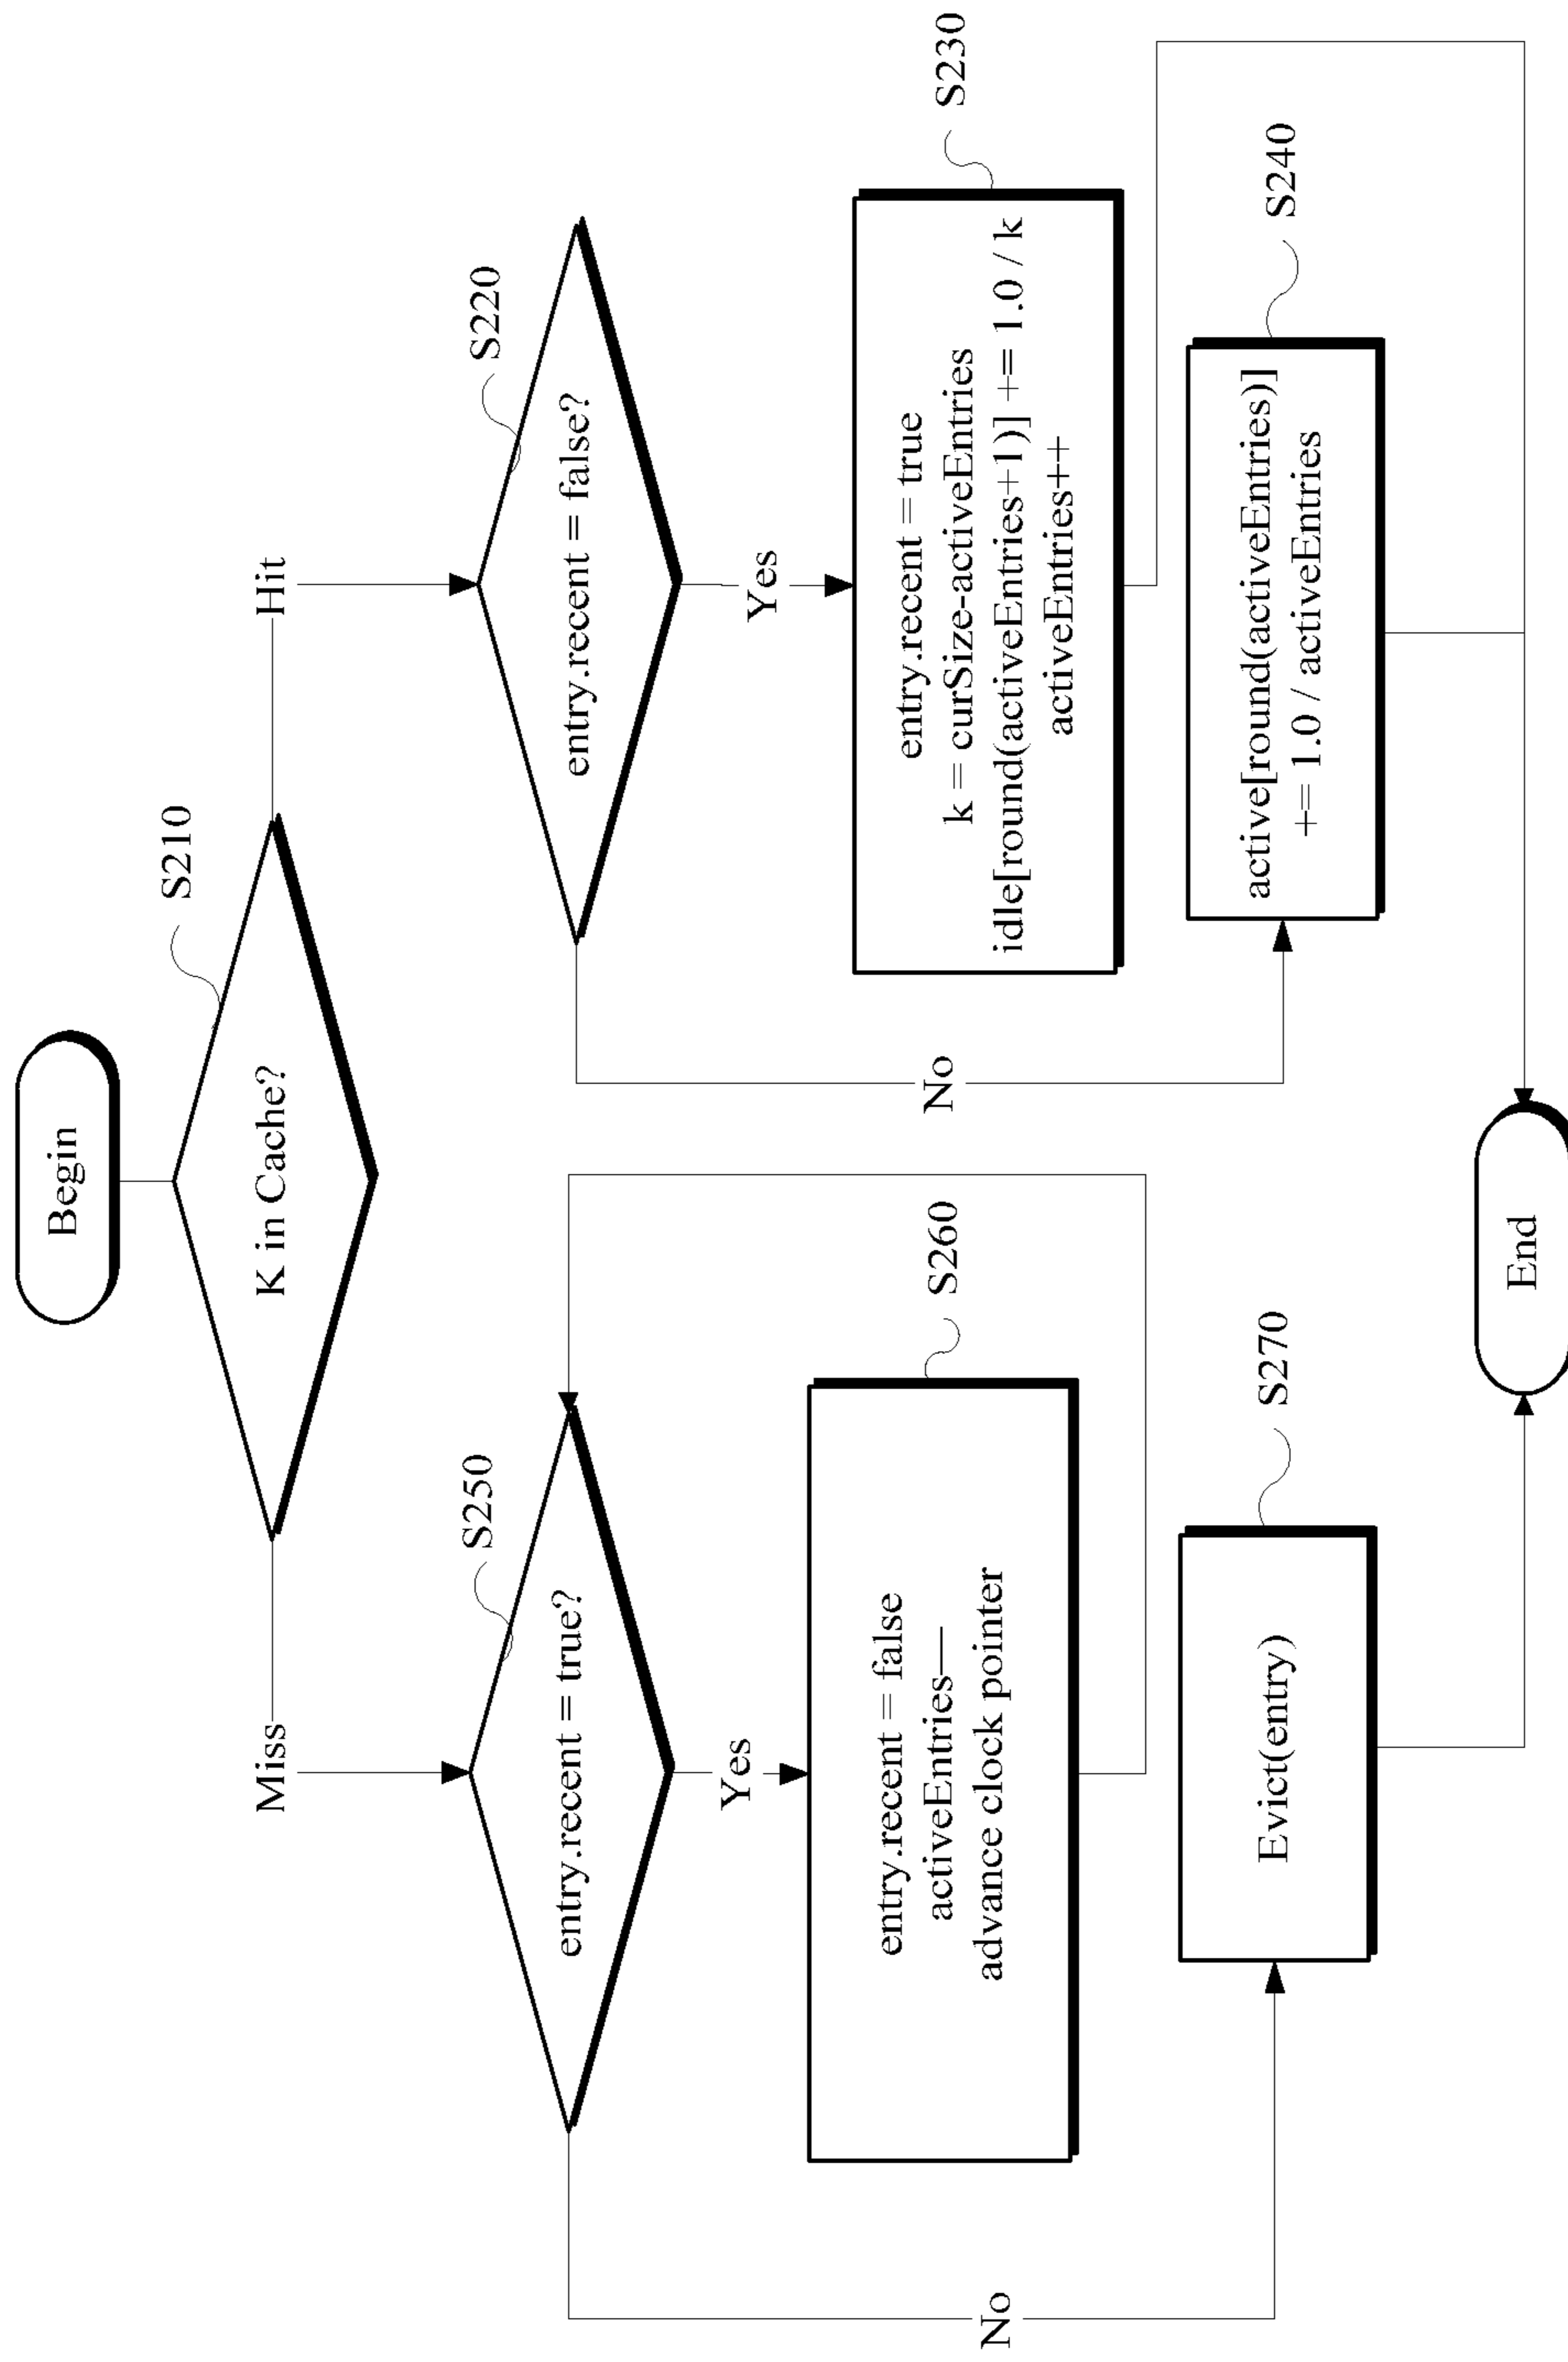 Begin
S210
K in Cache?
Miss
Hit
S250
entry.recent = true?
Yes
No
S260
entry.recent = false
activeEntries—
advance clock pointer
S270
Evict(entry)
S220
entry.recent = false?
Yes
No
S230
entry.recent = true
k = curSize-activeEntries
idle[round(activeEntries+1)] += 1.0 / k
activeEntries++
S240
active[round(activeEntries)]
+= 1.0 / activeEntries
End